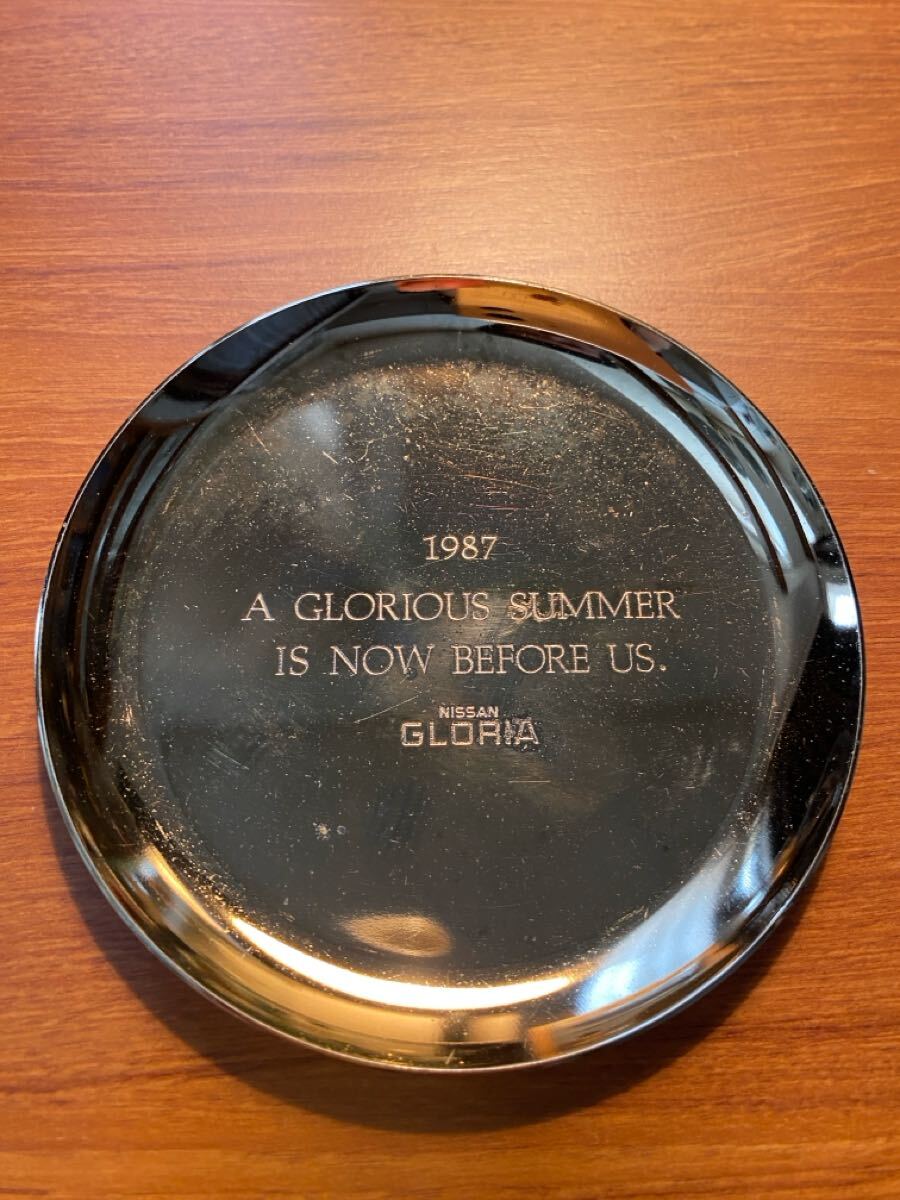 1987
A GLORIOUS SUMMER
IS NOW BEFORE US.
NISSAN
GLORIA